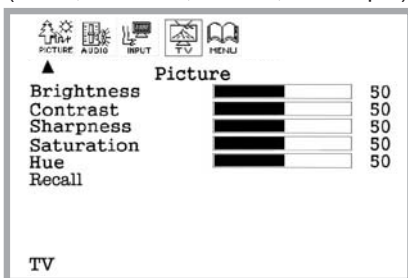 PICTURE AUDIO INPUT TV MENU
Picture
Brightness 50
Contrast 50
Sharpness 50
Saturation 50
Hue 50
Recall
TV